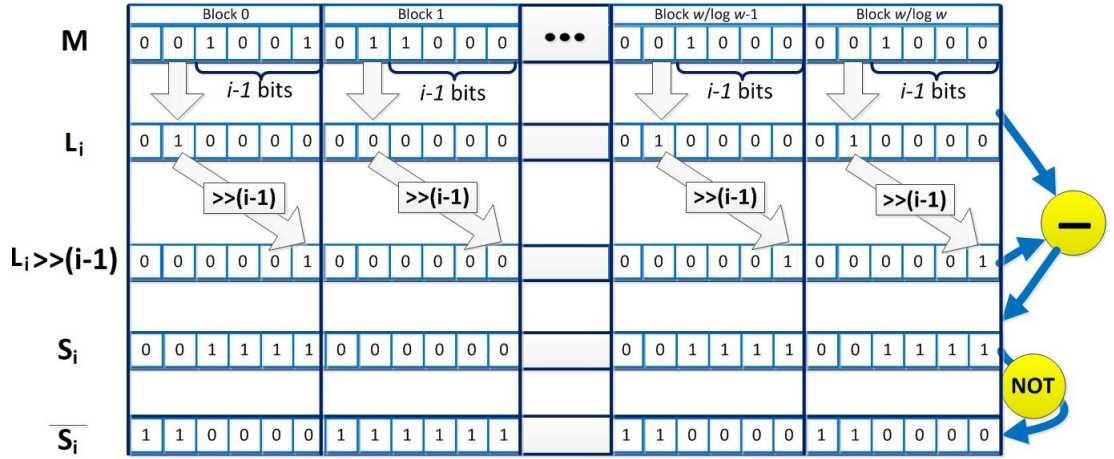 Block 0 Block 1 Block w/log w-1 Block w/log w
M 0 0 1 0 0 1 0 1 1 0 0 0 ••• 0 0 1 0 0 0 0 0 1 0 0 0
i-1 bits i-1 bits i-1 bits i-1 bits
Li 0 1 0 0 0 0 0 0 0 0 0 0 0 1 0 0 0 0 0 1 0 0 0 0
>>(i-1) >>(i-1) >>(i-1) >>(i-1)
—
Li>>(i-1) 0 0 0 0 0 1 0 0 0 0 0 0 0 0 0 0 0 1 0 0 0 0 0 1
Si 0 0 1 1 1 1 0 0 0 0 0 0 0 0 1 1 1 1 0 0 1 1 1 1
NOT
S̅i 1 1 0 0 0 0 1 1 1 1 1 1 1 1 0 0 0 0 1 1 0 0 0 0